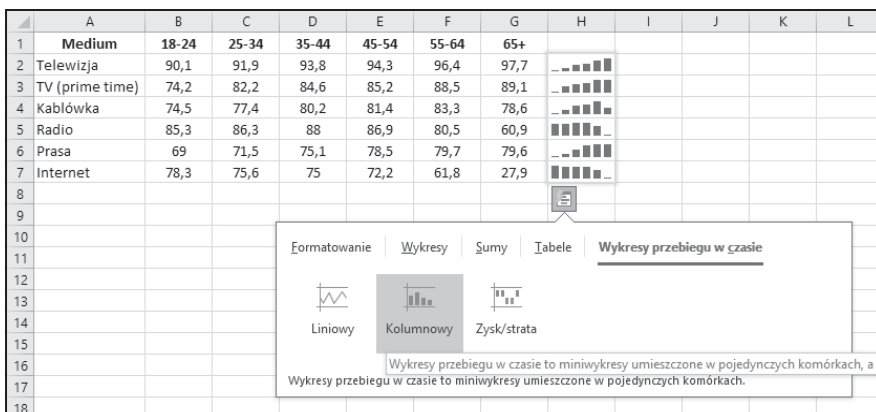 A B C D E F G H I J K L
1 Medium 18-24 25-34 35-44 45-54 55-64 65+
2 Telewizja 90,1 91,9 93,8 94,3 96,4 97,7
3 TV (prime time) 74,2 82,2 84,6 85,2 88,5 89,1
4 Kablówka 74,5 77,4 80,2 81,4 83,3 78,6
5 Radio 85,3 86,3 88 86,9 80,5 60,9
6 Prasa 69 71,5 75,1 78,5 79,7 79,6
7 Internet 78,3 75,6 75 72,2 61,8 27,9
8
9
10
Formatowanie Wykresy Sumy Tabele Wykresy przebiegu w czasie
11
12
13
14
Liniowy Kolumnowy Zysk/strata
15
16
Wykresy przebiegu w czasie to miniwykresy umieszczone w pojedynczych komórkach, a
17
Wykresy przebiegu w czasie to miniwykresy umieszczone w pojedynczych komórkach.
18